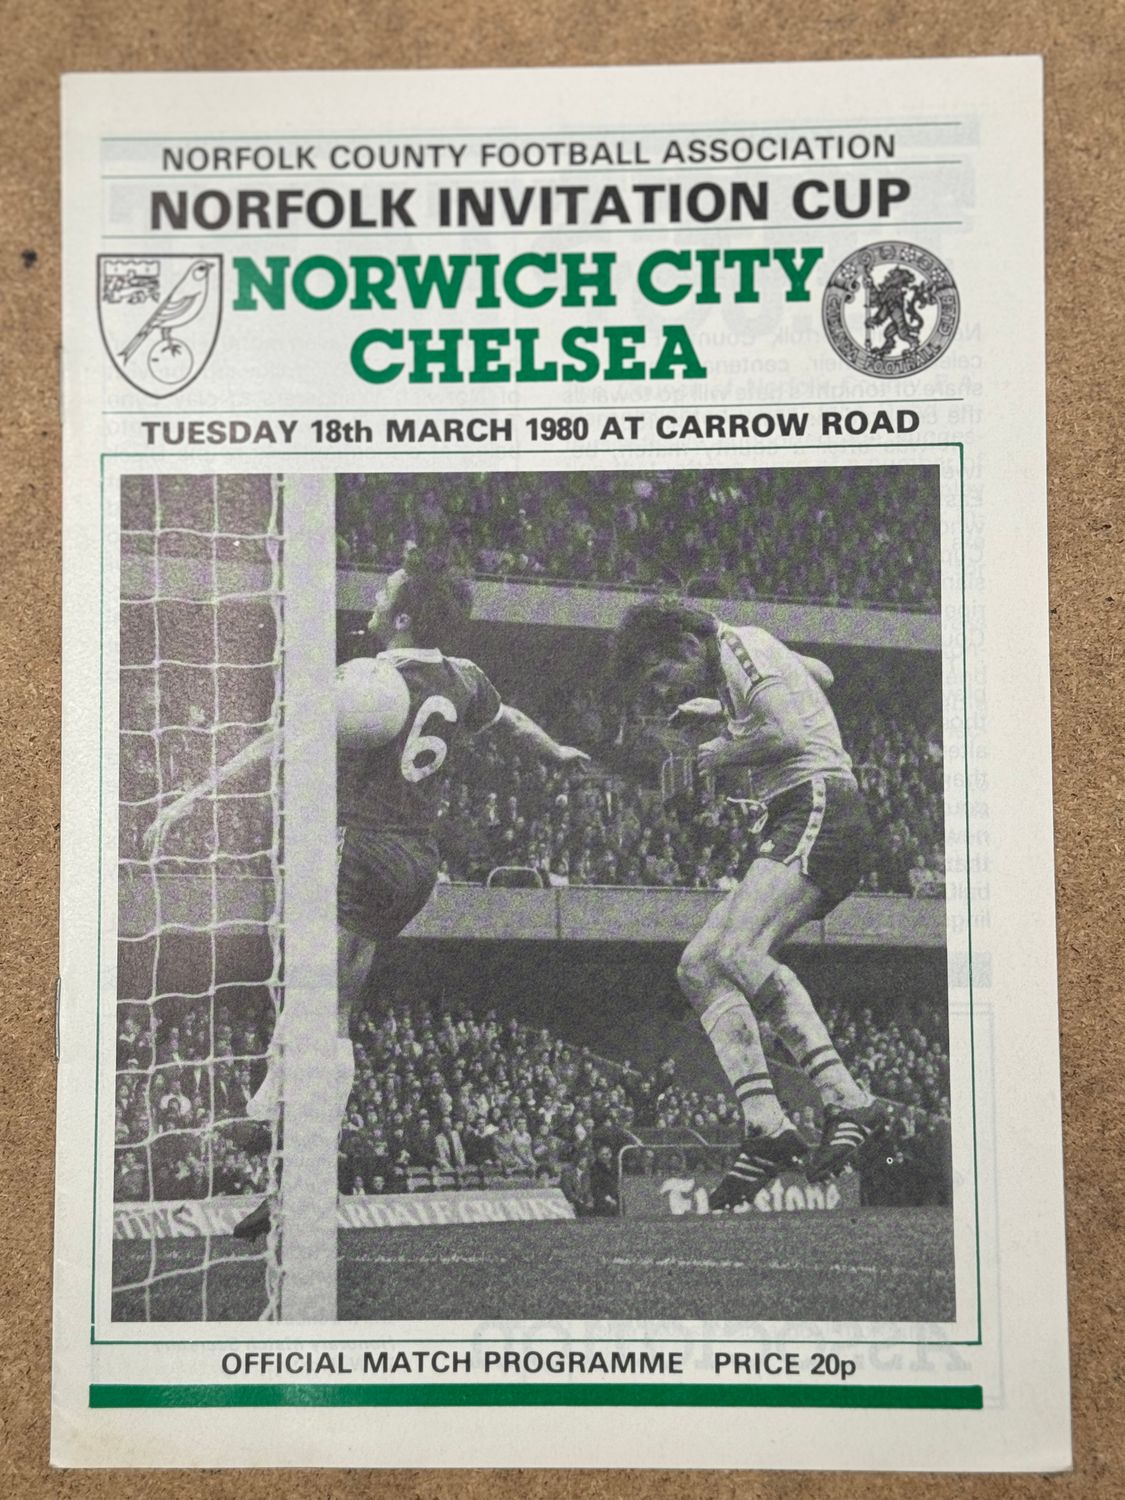 NORFOLK COUNTY FOOTBALL ASSOCIATION
NORFOLK INVITATION CUP
NORWICH CITY
CHELSEA
TUESDAY 18th MARCH 1980 AT CARROW ROAD
6
Firestone
OFFICIAL MATCH PROGRAMME PRICE 20p